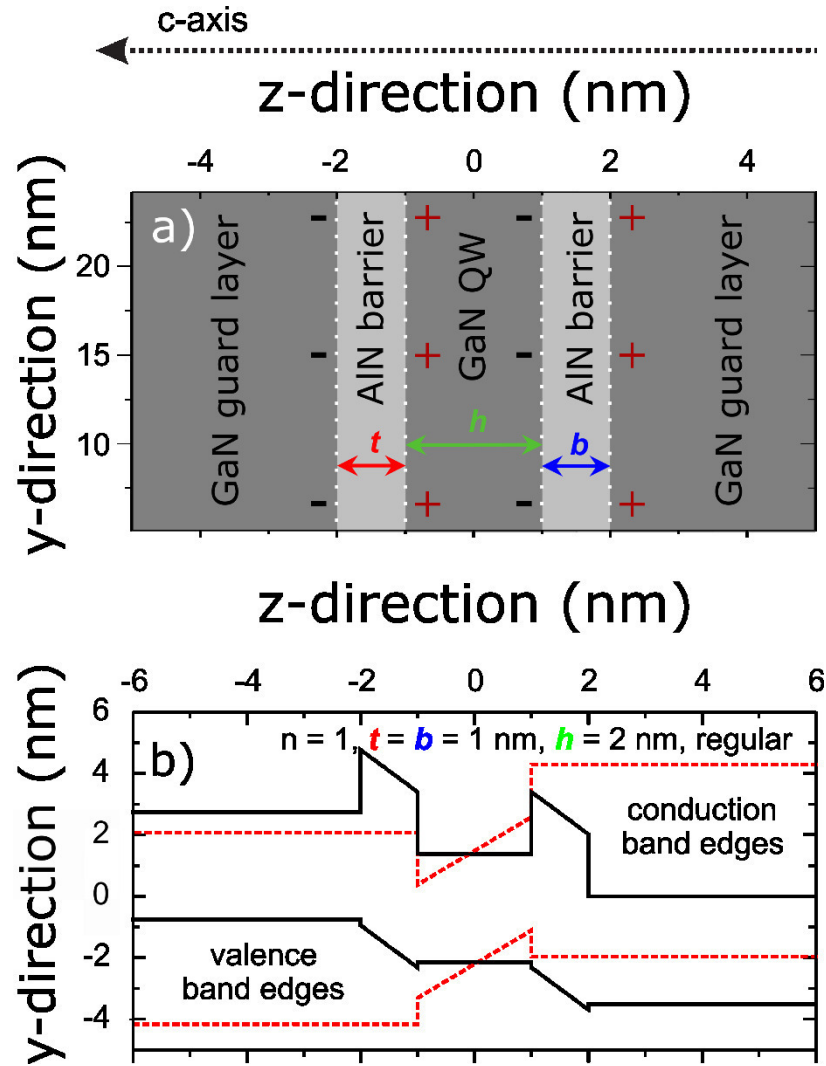 c-axis
z-direction (nm)
-4 -2 0 2 4
a)
y-direction (nm)
20
15
10
GaN guard layer
AlN barrier
GaN QW
AlN barrier
GaN guard layer
- + - +
- + - +
t h b
- + - +
z-direction (nm)
-6 -4 -2 0 2 4 6
b)
n = 1, t = b = 1 nm, h = 2 nm, regular
y-direction (nm)
6
4
2
0
-2
-4
conduction
band edges
valence
band edges